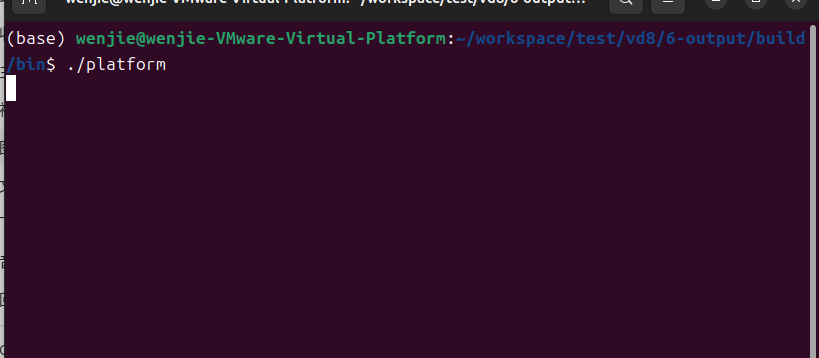 (base) wenjie@wenjie-VMware-Virtual-Platform:~/workspace/test/vd8/6-output/build
/bin$ ./platform